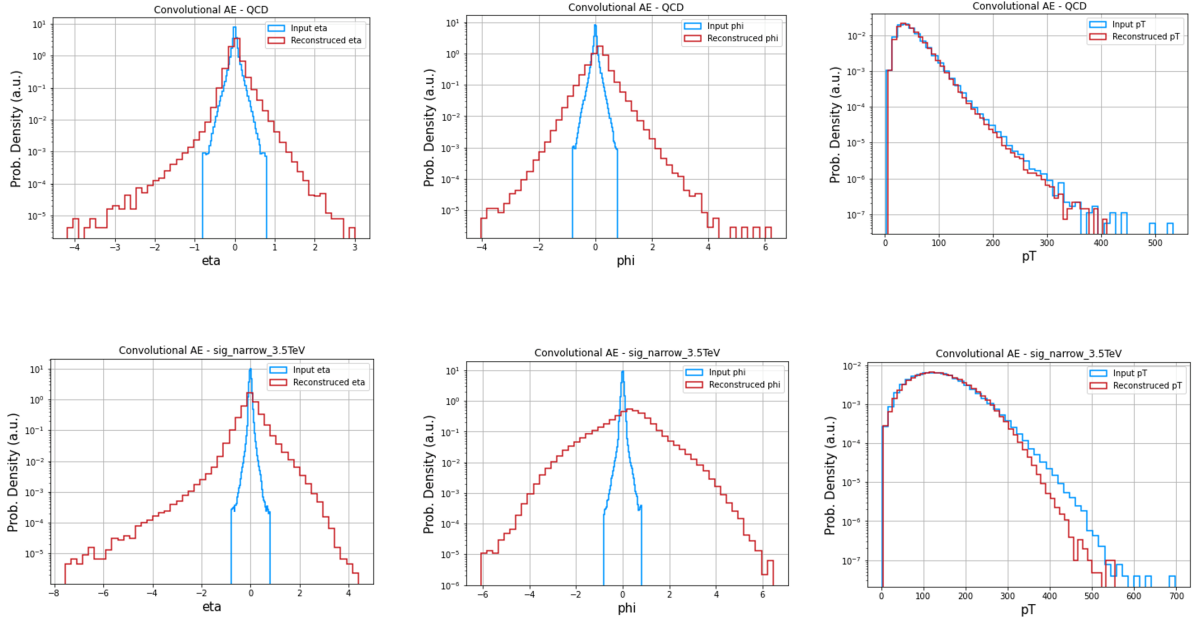 Convolutional AE - QCD
Input eta
Reconstruced eta
Prob. Density (a.u.)
10¹
10⁰
10⁻¹
10⁻²
10⁻³
10⁻⁴
10⁻⁵
−4 −3 −2 −1 0 1 2 3
eta
Convolutional AE - QCD
Input phi
Reconstruced phi
Prob. Density (a.u.)
10¹
10⁰
10⁻¹
10⁻²
10⁻³
10⁻⁴
10⁻⁵
−4 −2 0 2 4 6
phi
Convolutional AE - QCD
Input pT
Reconstruced pT
Prob. Density (a.u.)
10⁻²
10⁻³
10⁻⁴
10⁻⁵
10⁻⁶
10⁻⁷
0 100 200 300 400 500
pT
Convolutional AE - sig_narrow_3.5TeV
Input eta
Reconstruced eta
Prob. Density (a.u.)
10¹
10⁰
10⁻¹
10⁻²
10⁻³
10⁻⁴
10⁻⁵
−8 −6 −4 −2 0 2 4
eta
Convolutional AE - sig_narrow_3.5TeV
Input phi
Reconstruced phi
Prob. Density (a.u.)
10¹
10⁰
10⁻¹
10⁻²
10⁻³
10⁻⁴
10⁻⁵
10⁻⁶
−6 −4 −2 0 2 4 6
phi
Convolutional AE - sig_narrow_3.5TeV
Input pT
Reconstruced pT
Prob. Density (a.u.)
10⁻²
10⁻³
10⁻⁴
10⁻⁵
10⁻⁶
10⁻⁷
0 100 200 300 400 500 600 700
pT